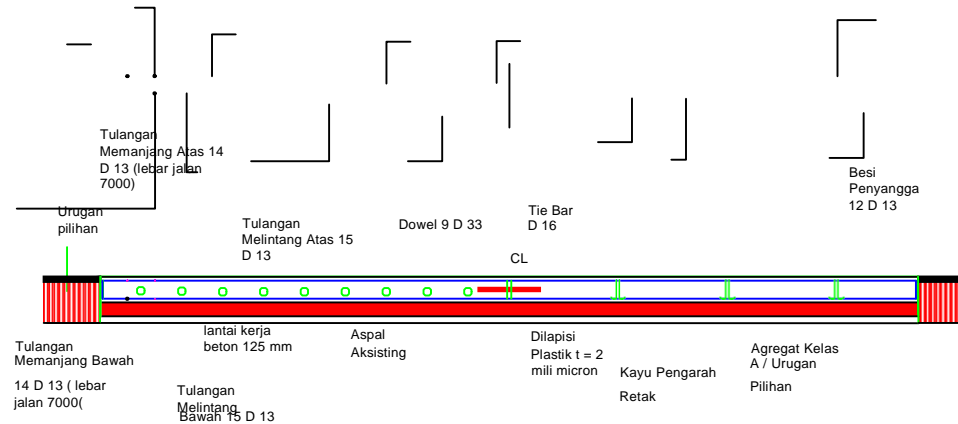 Tulangan
Memanjang Atas 14
D 13 (lebar jalan
7000)
Urugan
pilihan
Tulangan
Melintang Atas 15
D 13
Dowel 9 D 33
Tie Bar
D 16
Besi
Penyangga
12 D 13
CL
Tulangan
Memanjang Bawah
14 D 13 ( lebar
jalan 7000(
lantai kerja
beton 125 mm
Tulangan
Melintang
Bawah 15 D 13
Aspal
Aksisting
Dilapisi
Plastik t = 2
mili micron
Kayu Pengarah
Retak
Agregat Kelas
A / Urugan
Pilihan